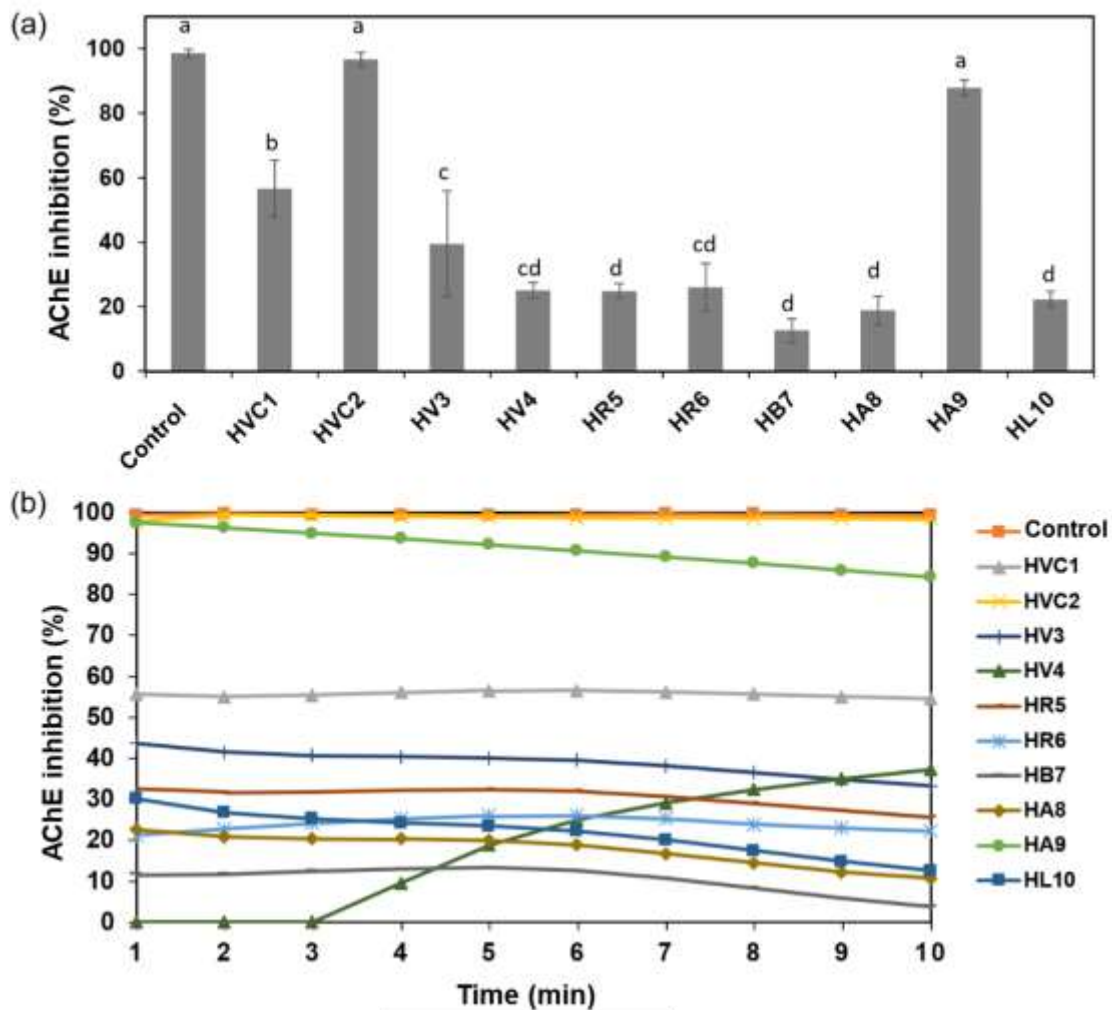 (a)
AChE inhibition (%)
100
80
60
40
20
0
a
b
a
c
cd
d
cd
d
d
a
d
Control
HVC1
HVC2
HV3
HV4
HR5
HR6
HB7
HA8
HA9
HL10
(b)
AChE inhibition (%)
100
90
80
70
60
50
40
30
20
10
0
1 2 3 4 5 6 7 8 9 10
Time (min)
Control
HVC1
HVC2
HV3
HV4
HR5
HR6
HB7
HA8
HA9
HL10